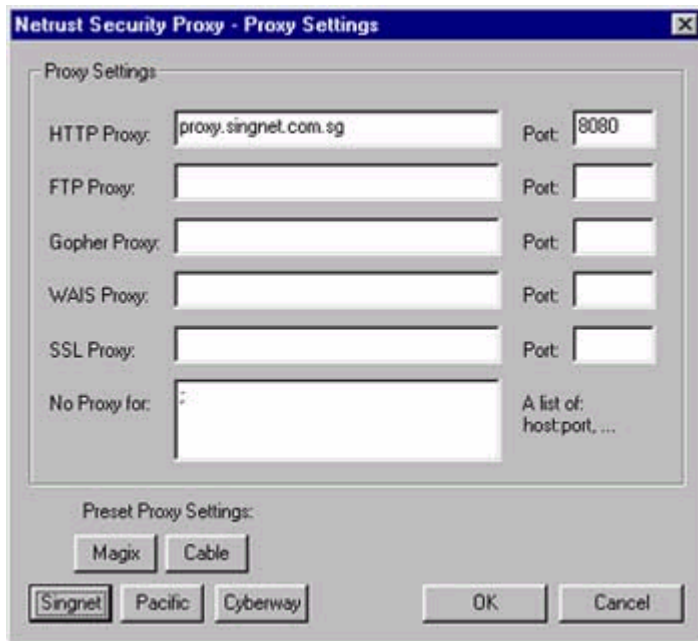 Netrust Security Proxy - Proxy Settings
Proxy Settings
HTTP Proxy: proxy.singnet.com.sg Port: 8080
FTP Proxy: Port:
Gopher Proxy: Port:
WAIS Proxy: Port:
SSL Proxy: Port:
No Proxy for: ; A list of:
host:port, ...
Preset Proxy Settings:
Magix Cable
Singnet Pacific Cyberway OK Cancel